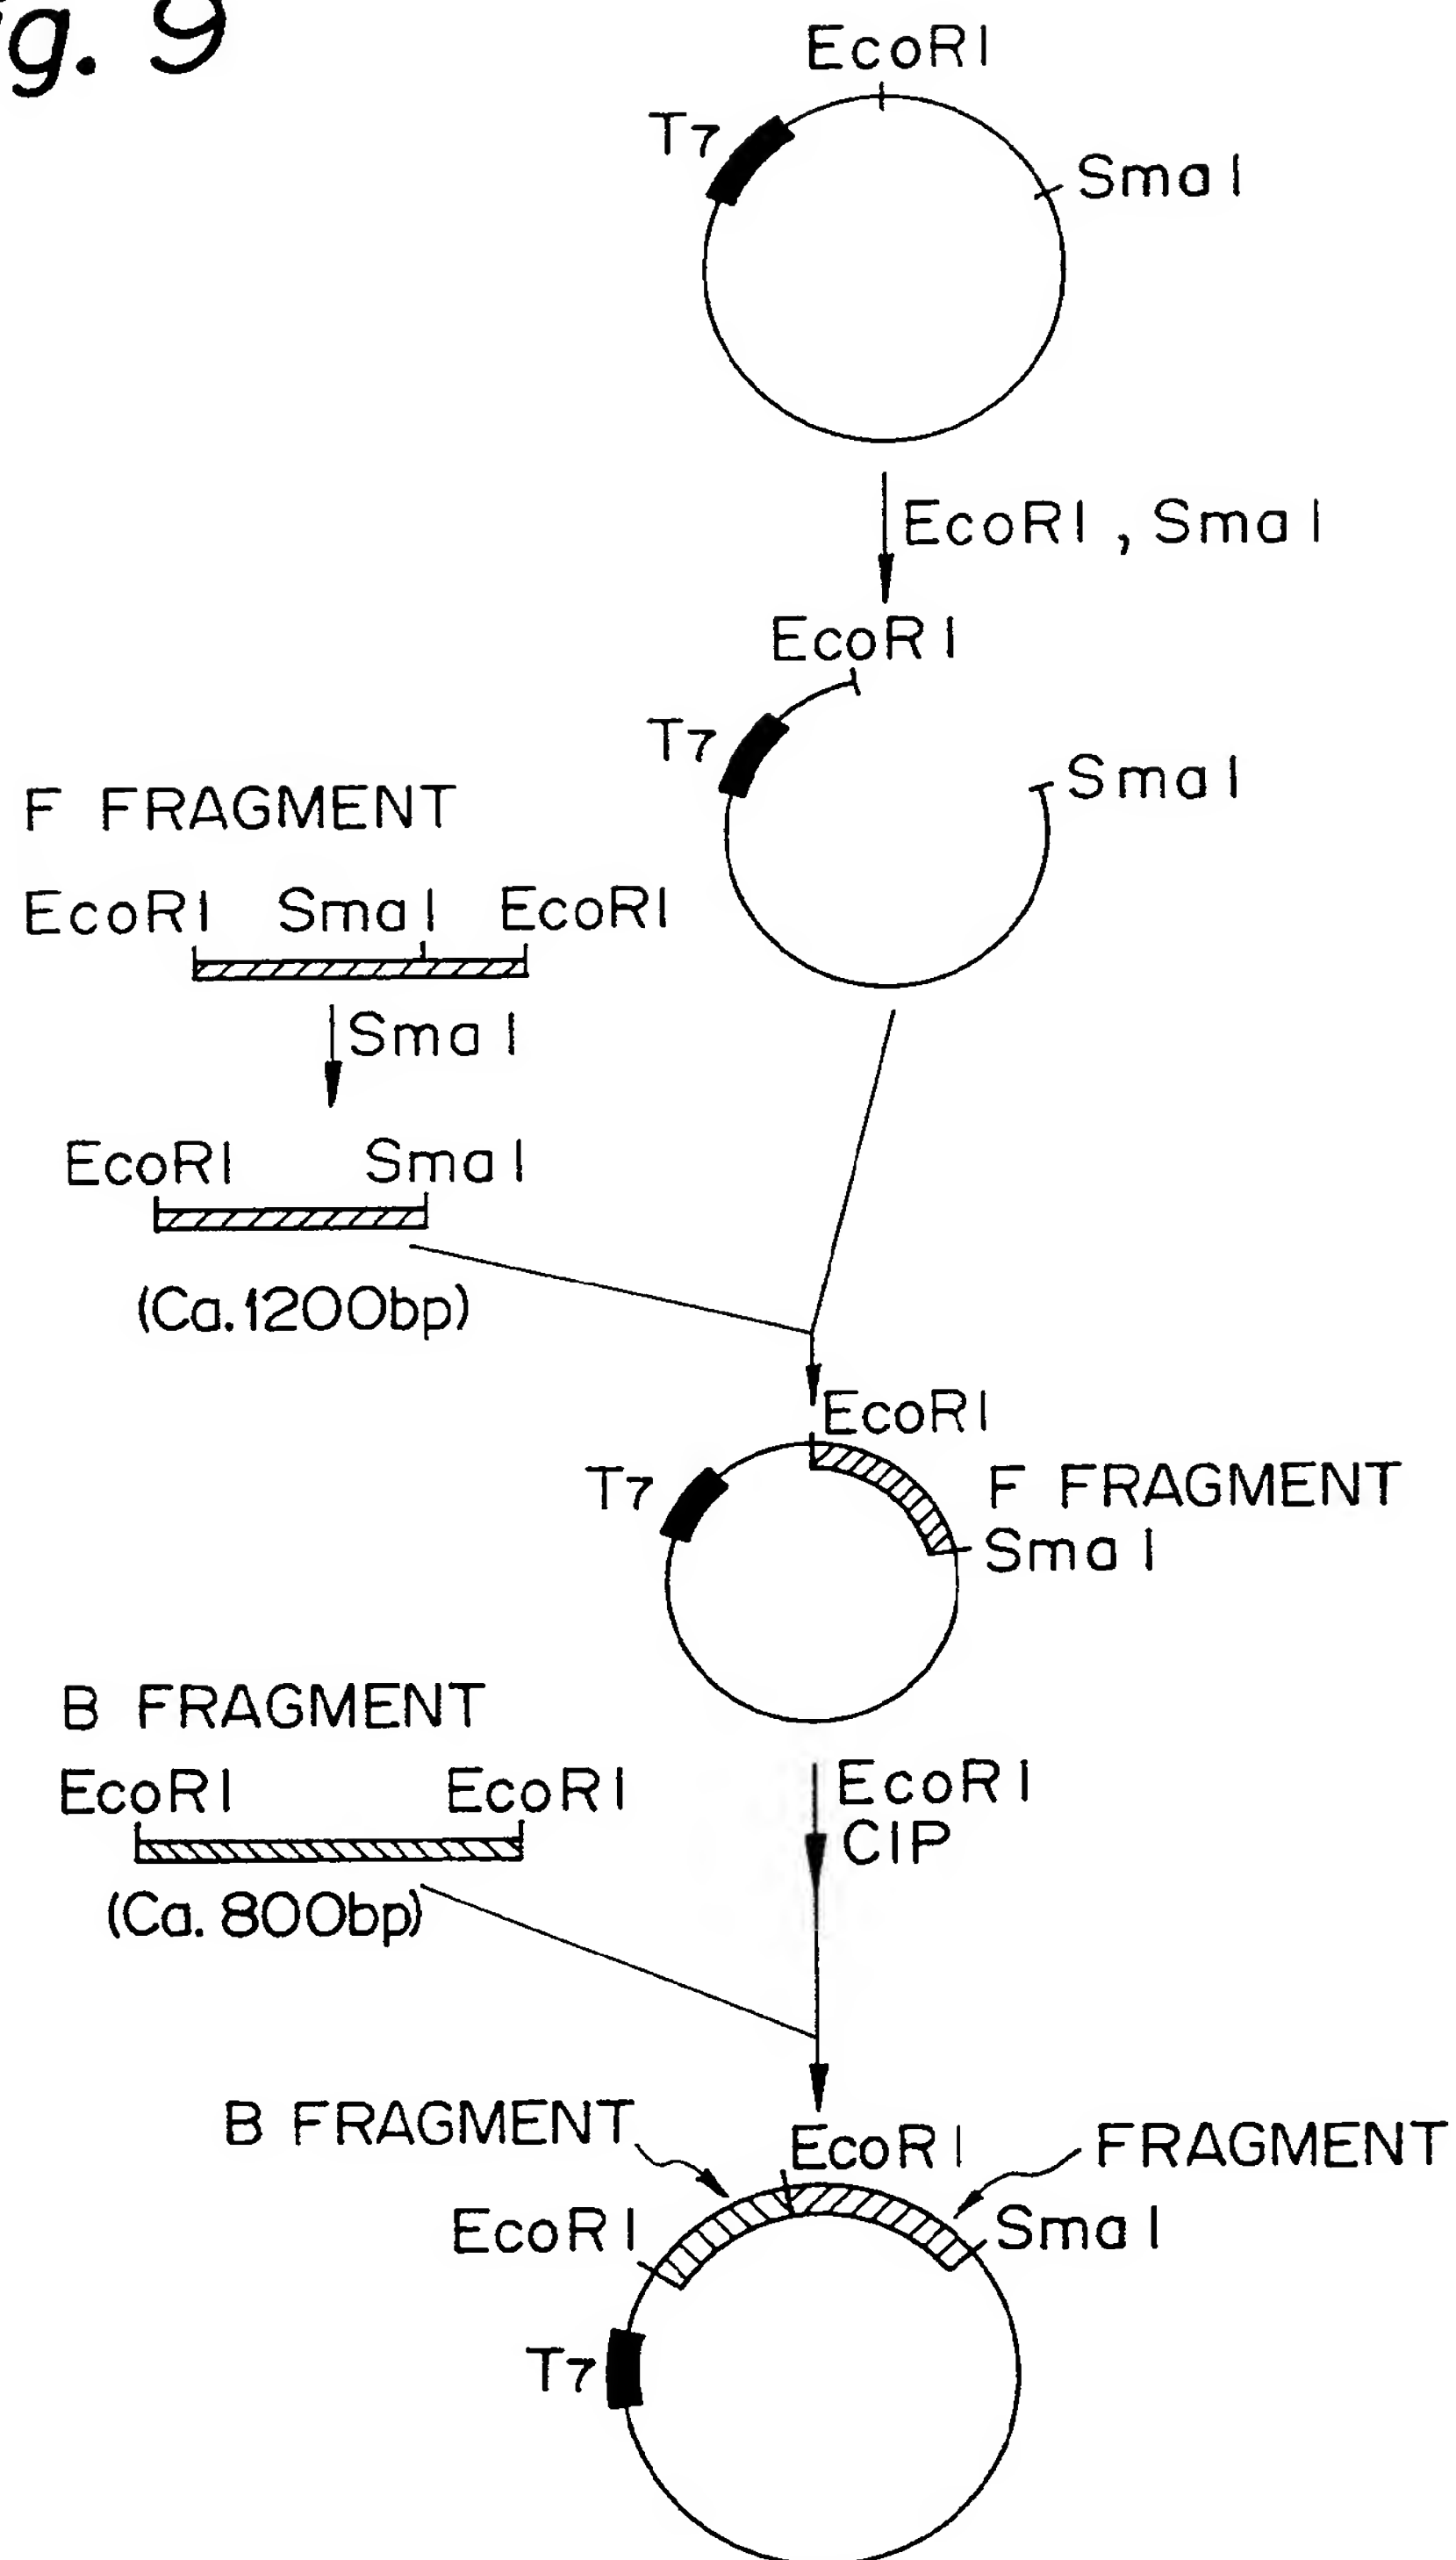 g. 9
EcoRI
T7
SmaI
EcoRI, SmaI
EcoRI
T7
SmaI
F FRAGMENT
EcoRI SmaI EcoRI
SmaI
EcoRI SmaI
(Ca. 1200bp)
EcoRI
T7
F FRAGMENT
SmaI
B FRAGMENT
EcoRI EcoRI
EcoRI
CIP
(Ca. 800bp)
B FRAGMENT
EcoRI
FRAGMENT
EcoRI
SmaI
T7